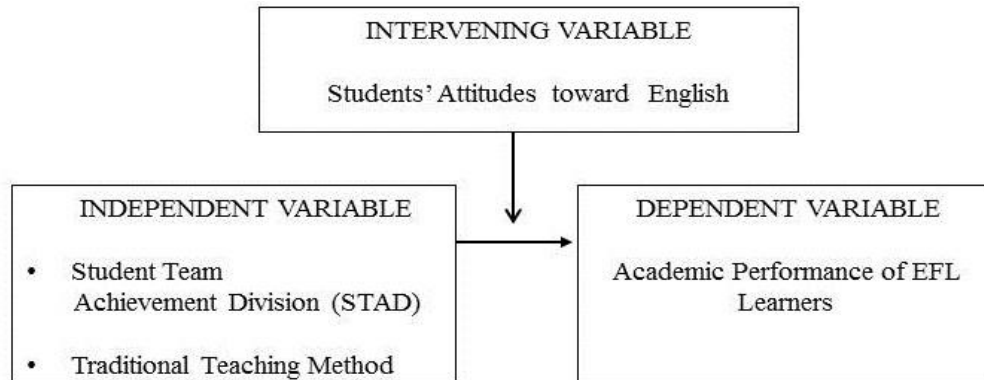 INTERVENING VARIABLE
Students' Attitudes toward English
INDEPENDENT VARIABLE
• Student Team
Achievement Division (STAD)
• Traditional Teaching Method
DEPENDENT VARIABLE
Academic Performance of EFL
Learners